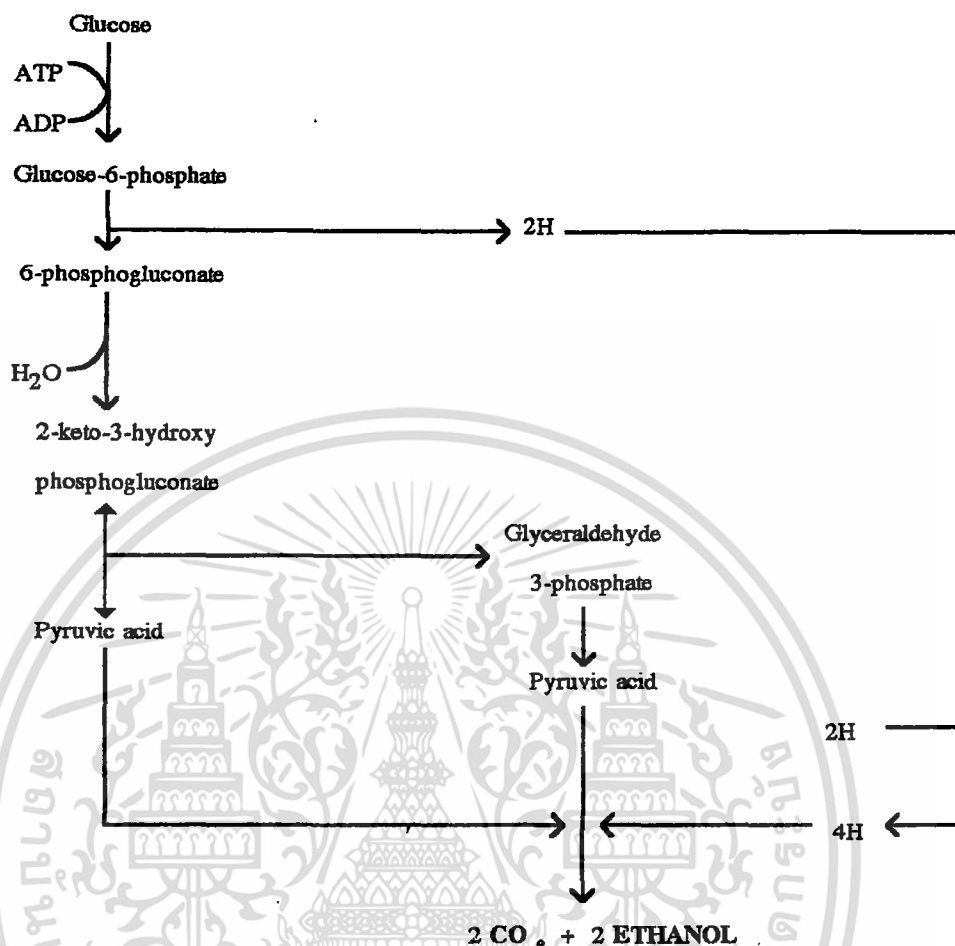 Glucose
ATP
ADP
Glucose-6-phosphate
2H
6-phosphogluconate
H2O
2-keto-3-hydroxy
phosphogluconate
Glyceraldehyde
3-phosphate
Pyruvic acid
Pyruvic acid
2H
4H
2 CO2 + 2 ETHANOL